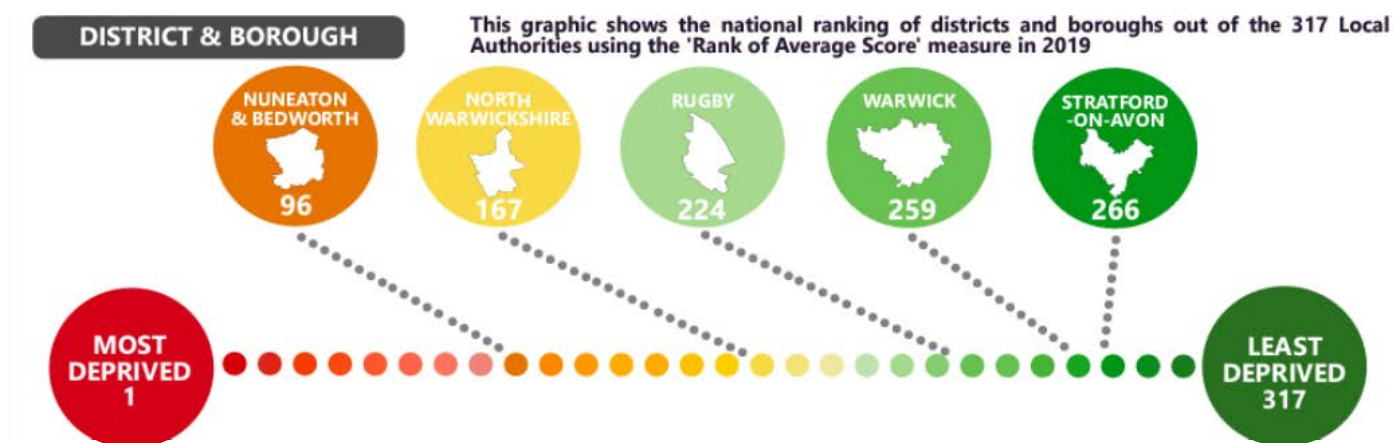 DISTRICT & BOROUGH
This graphic shows the national ranking of districts and boroughs out of the 317 Local
Authorities using the 'Rank of Average Score' measure in 2019
NUNEATON
& BEDWORTH
96
NORTH
WARWICKSHIRE
167
RUGBY
224
WARWICK
259
STRATFORD
-ON-AVON
266
MOST
DEPRIVED
1
LEAST
DEPRIVED
317